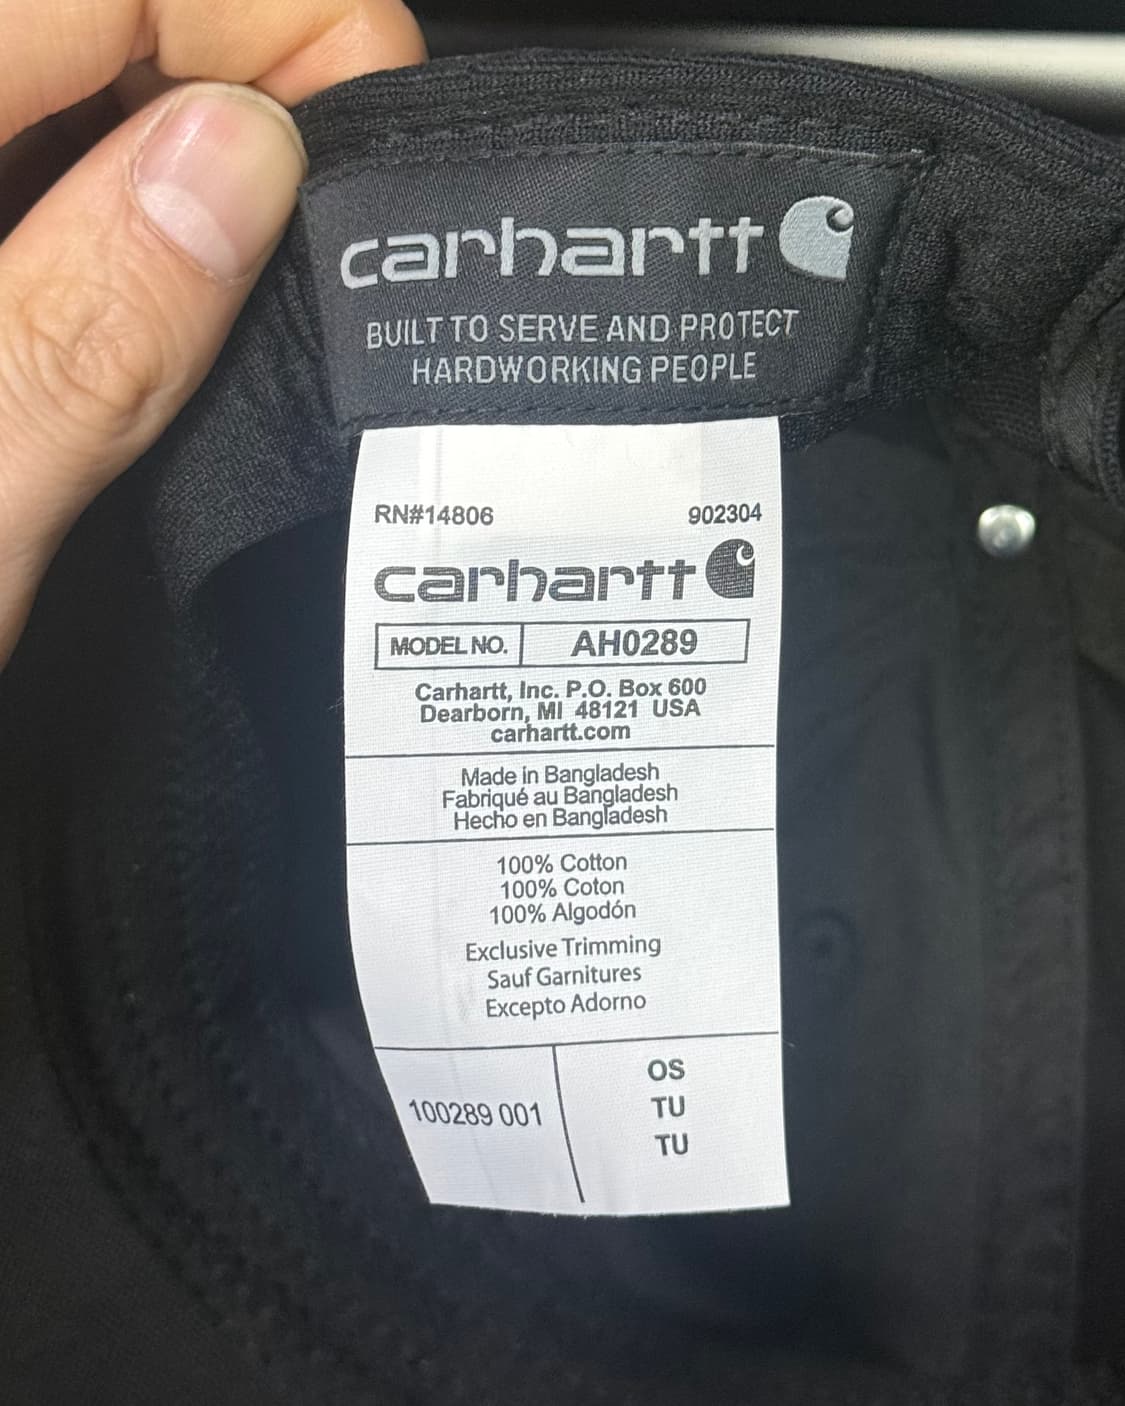 carhartt
BUILT TO SERVE AND PROTECT
HARDWORKING PEOPLE
RN#14806 902304
carhartt
MODEL NO. AH0289
Carhartt, Inc. P.O. Box 600
Dearborn, MI 48121 USA
carhartt.com
Made in Bangladesh
Fabriqué au Bangladesh
Hecho en Bangladesh
100% Cotton
100% Coton
100% Algodón
Exclusive Trimming
Sauf Garnitures
Excepto Adorno
100289 001
OS
TU
TU